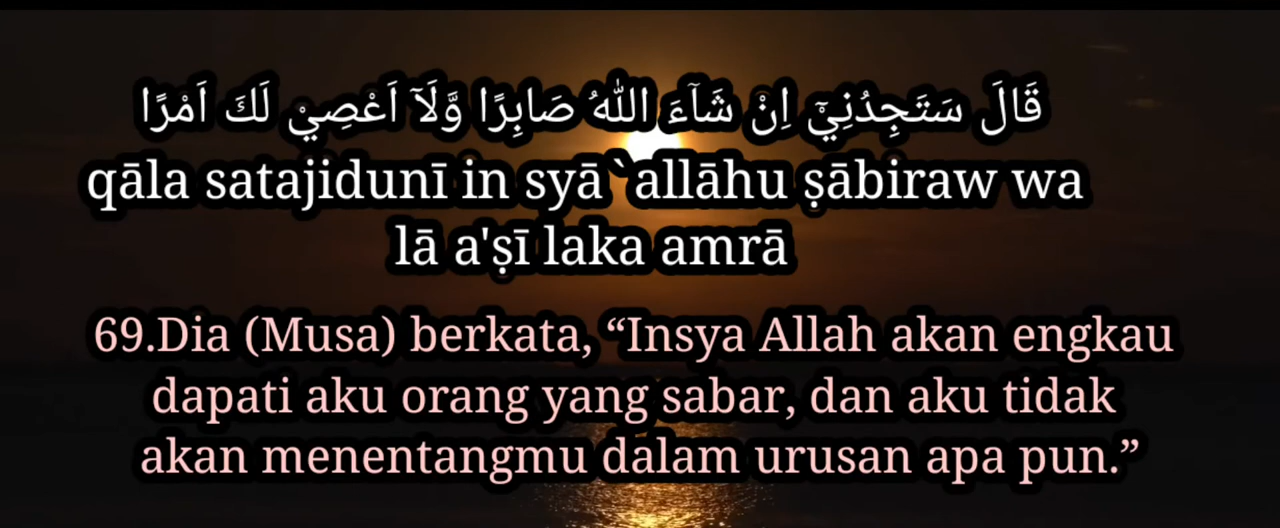 قَالَ سَتَجِدُنِيْٓ اِنْ شَاۤءَ اللّٰهُ صَابِرًا وَّلَآ اَعْصِيْ لَكَ اَمْرًا
qāla satajidunī in syā`allāhu ṣābiraw wa
lā a'ṣī laka amrā
69.Dia (Musa) berkata, “Insya Allah akan engkau
dapati aku orang yang sabar, dan aku tidak
akan menentangmu dalam urusan apa pun.”